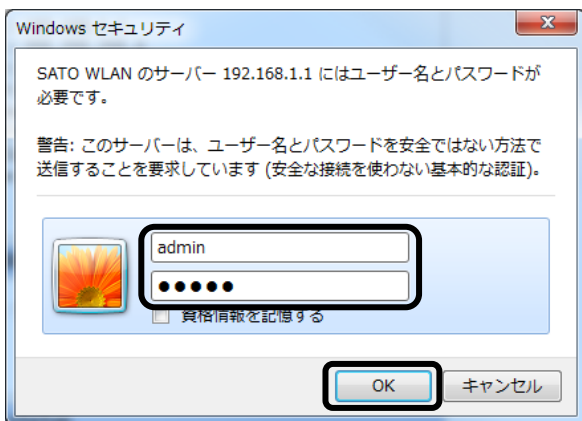 Windows セキュリティ
SATO WLAN のサーバー 192.168.1.1 にはユーザー名とパスワードが
必要です。
警告: このサーバーは、ユーザー名とパスワードを安全ではない方法で
送信することを要求しています (安全な接続を使わない基本的な認証)。
admin
●●●●●
資格情報を記憶する
OK キャンセル